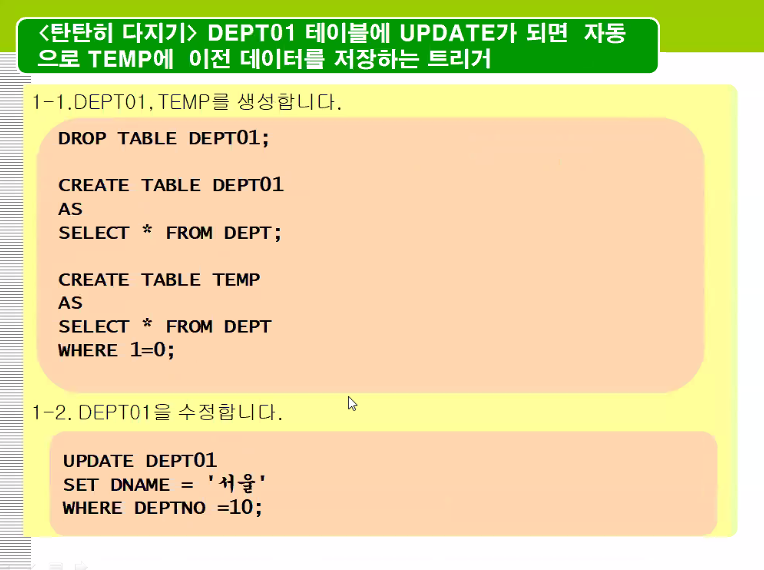 <탄탄히 다지기> DEPT01 테이블에 UPDATE가 되면 자동
으로 TEMP에 이전 데이터를 저장하는 트리거
1-1.DEPT01, TEMP를 생성합니다.
DROP TABLE DEPT01;
CREATE TABLE DEPT01
AS
SELECT * FROM DEPT;
CREATE TABLE TEMP
AS
SELECT * FROM DEPT
WHERE 1=0;
1-2. DEPT01을 수정합니다.
UPDATE DEPT01
SET DNAME = '서울'
WHERE DEPTNO =10;